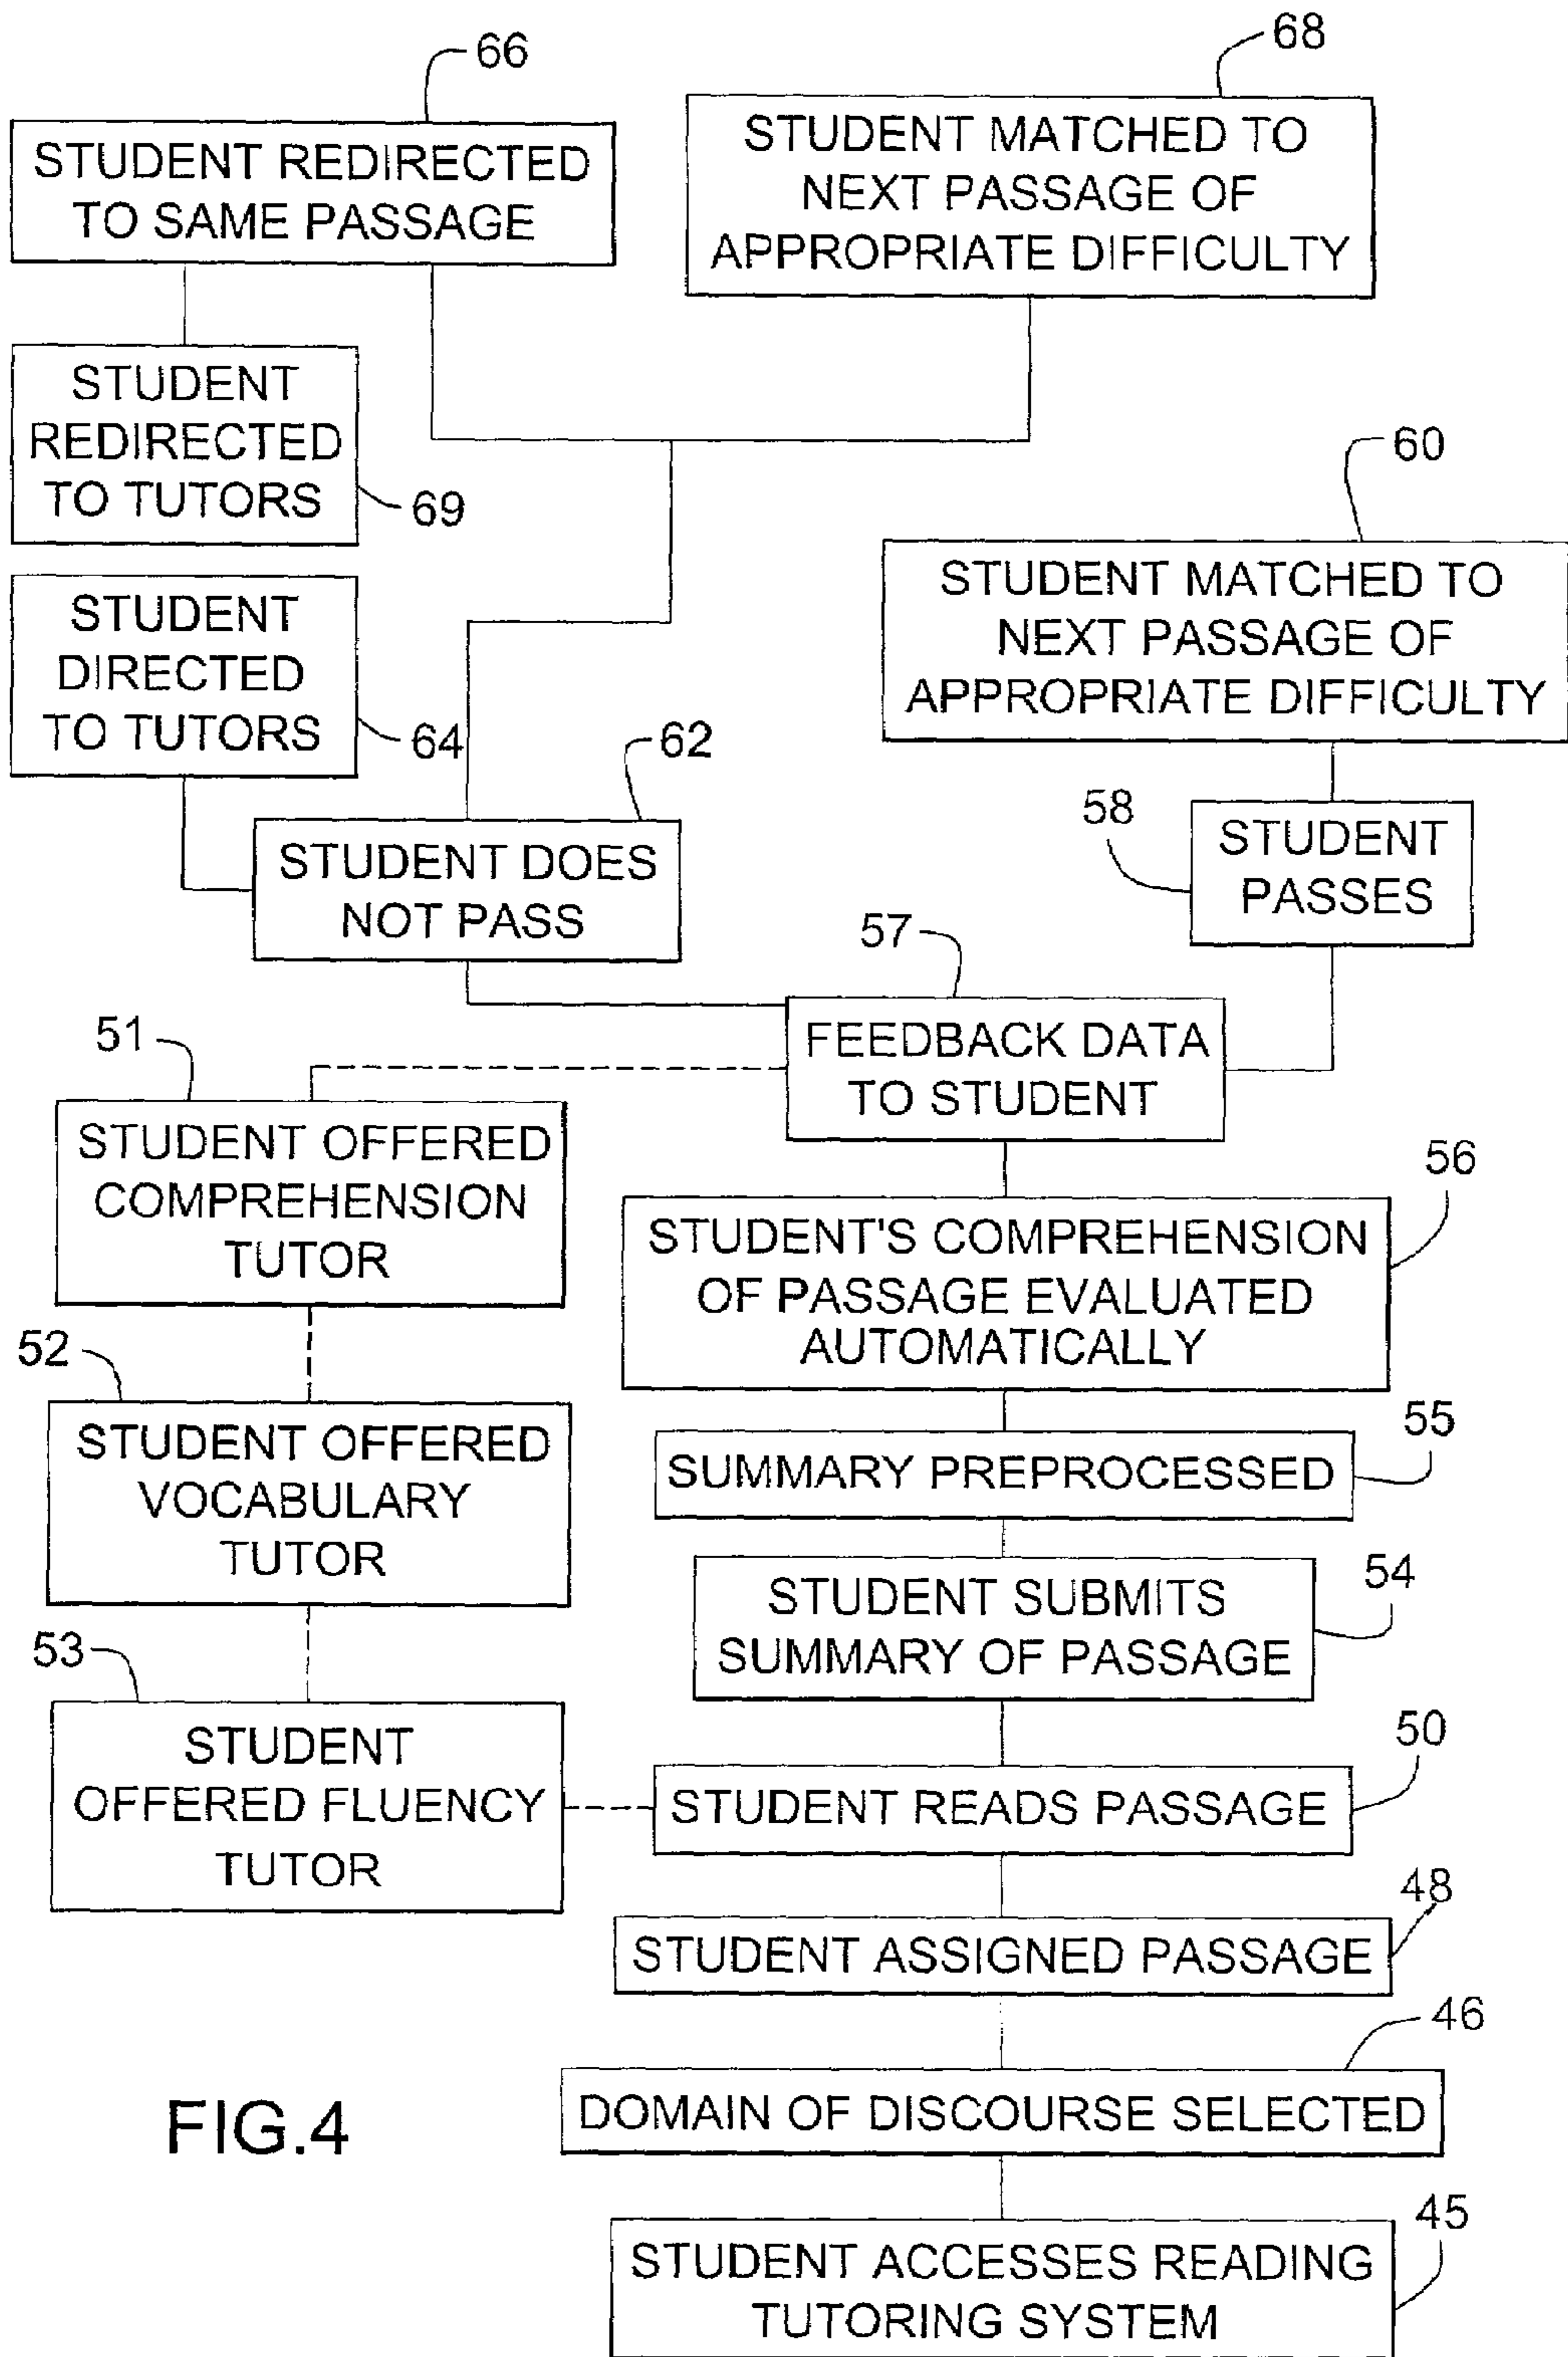 66
STUDENT REDIRECTED
TO SAME PASSAGE
68
STUDENT MATCHED TO
NEXT PASSAGE OF
APPROPRIATE DIFFICULTY
STUDENT
REDIRECTED
TO TUTORS
69
60
STUDENT MATCHED TO
NEXT PASSAGE OF
APPROPRIATE DIFFICULTY
STUDENT
DIRECTED
TO TUTORS
64
62
STUDENT DOES
NOT PASS
58
STUDENT
PASSES
57
FEEDBACK DATA
TO STUDENT
51
STUDENT OFFERED
COMPREHENSION
TUTOR
56
STUDENT'S COMPREHENSION
OF PASSAGE EVALUATED
AUTOMATICALLY
52
STUDENT OFFERED
VOCABULARY
TUTOR
55
SUMMARY PREPROCESSED
54
STUDENT SUBMITS
SUMMARY OF PASSAGE
53
STUDENT
OFFERED FLUENCY
TUTOR
50
STUDENT READS PASSAGE
48
STUDENT ASSIGNED PASSAGE
46
DOMAIN OF DISCOURSE SELECTED
FIG.4
45
STUDENT ACCESSES READING
TUTORING SYSTEM